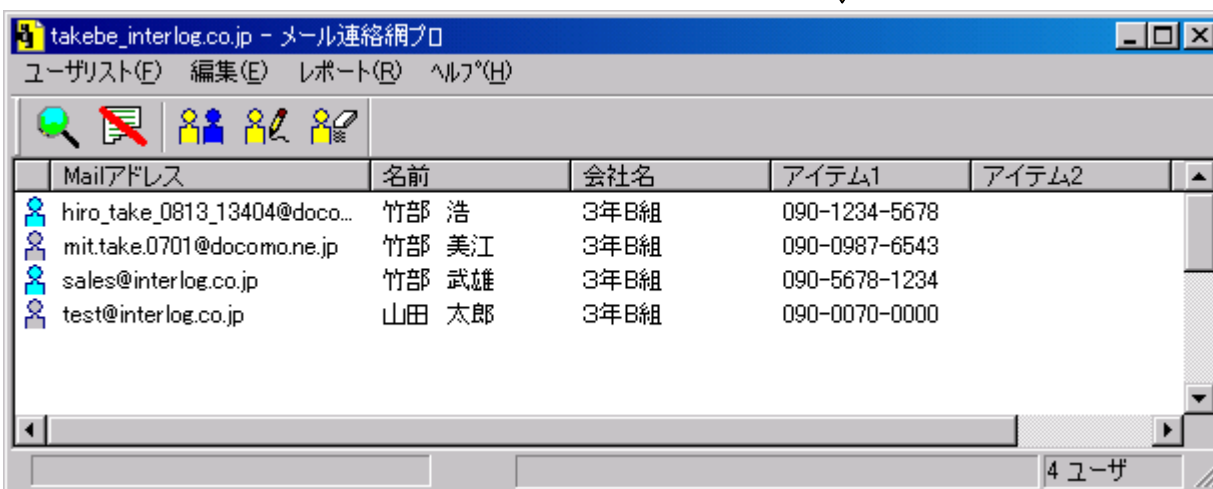 takebe_interlog.co.jp - メール連絡網プロ
ユーザリスト(F) 編集(E) レポート(R) ヘルプ(H)
Mailアドレス 名前 会社名 アイテム1 アイテム2
hiro_take_0813_13404@doco... 竹部 浩 3年B組 090-1234-5678
mit.take.0701@docomo.ne.jp 竹部 美江 3年B組 090-0987-6543
sales@interlog.co.jp 竹部 武雄 3年B組 090-5678-1234
test@interlog.co.jp 山田 太郎 3年B組 090-0070-0000
4 ユーザ